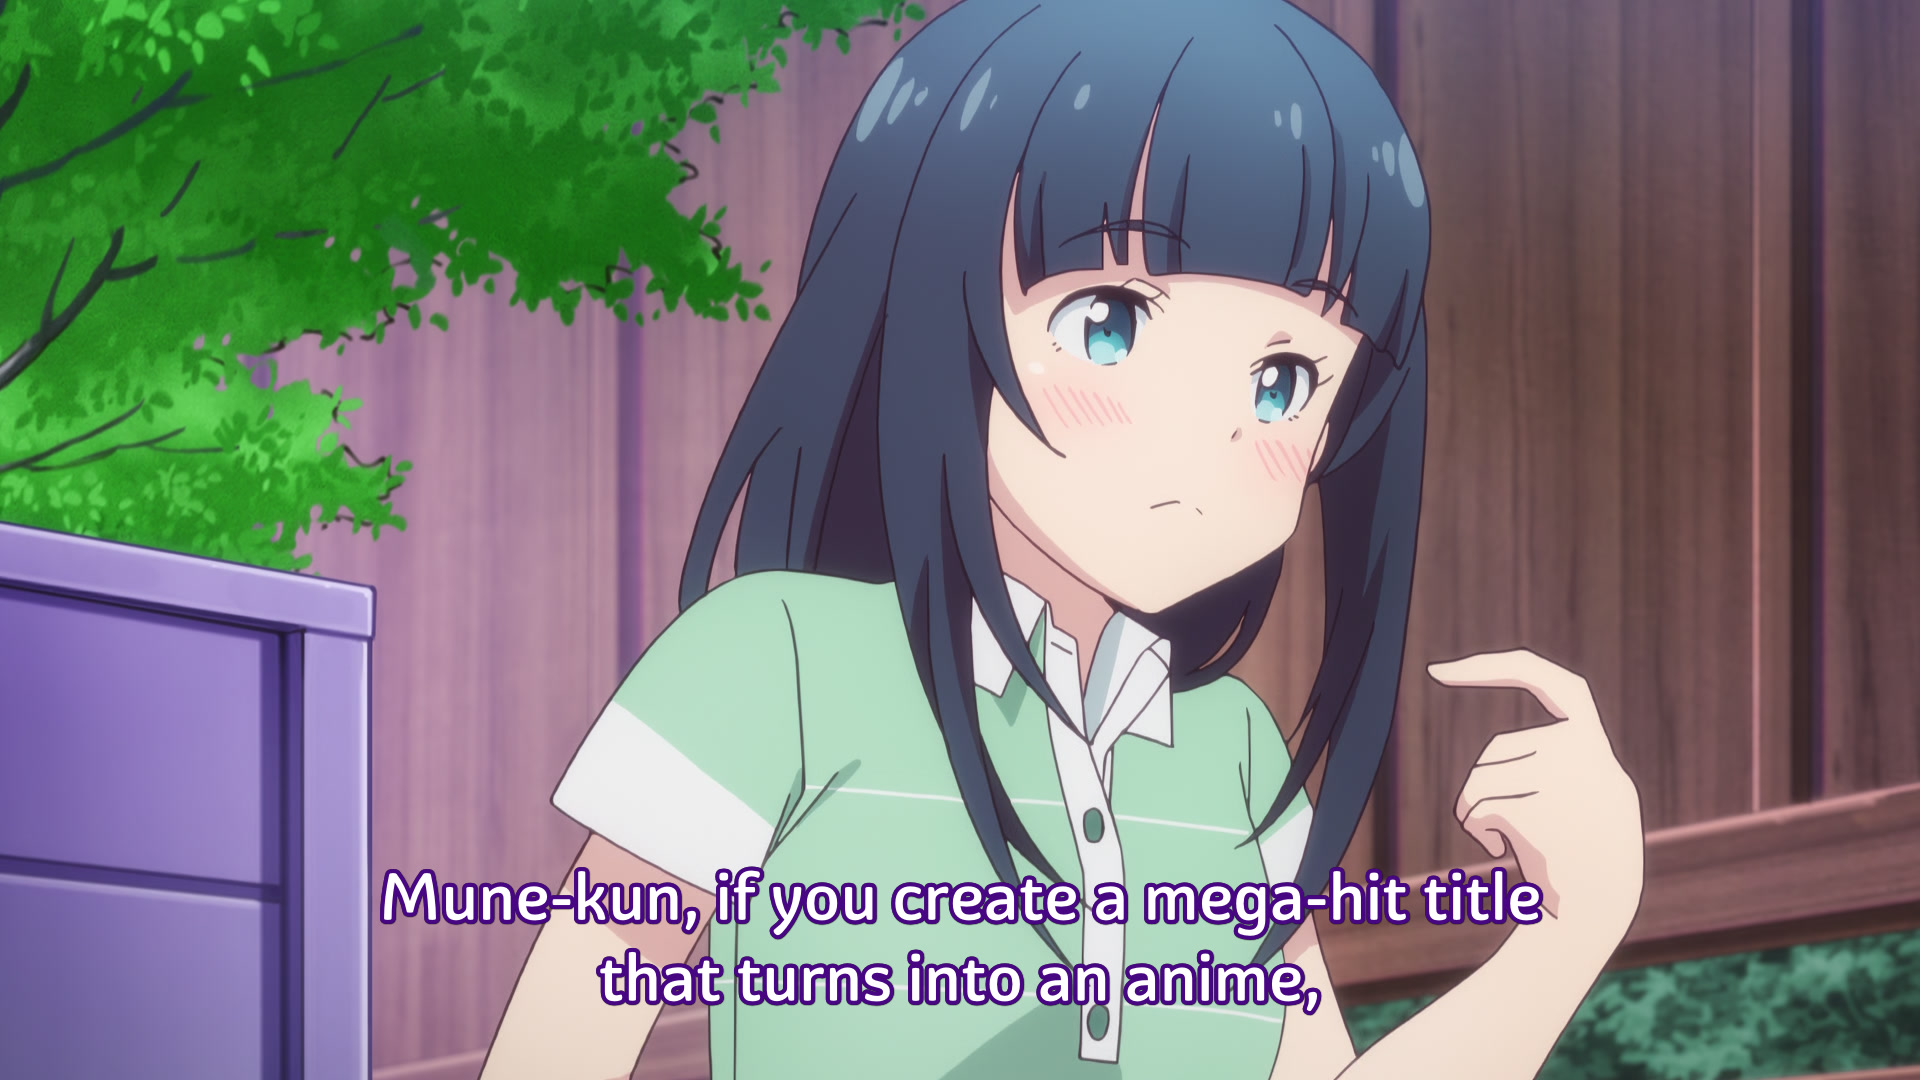 Mune-kun, if you create a mega-hit title
that turns into an anime,